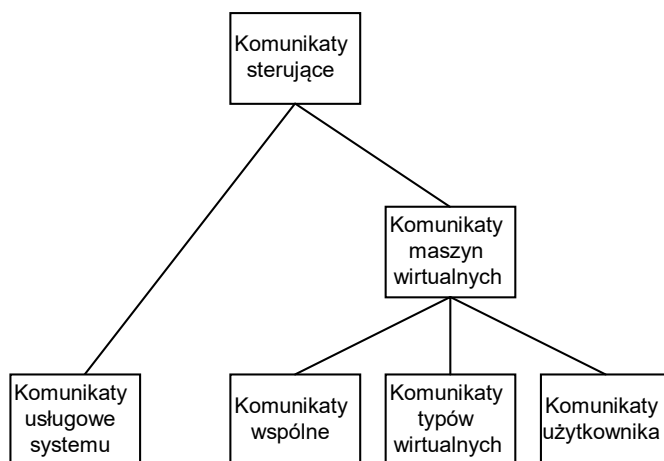 Komunikaty
sterujące
Komunikaty
maszyn
wirtualnych
Komunikaty
usługowe
systemu
Komunikaty
wspólne
Komunikaty
typów
wirtualnych
Komunikaty
użytkownika